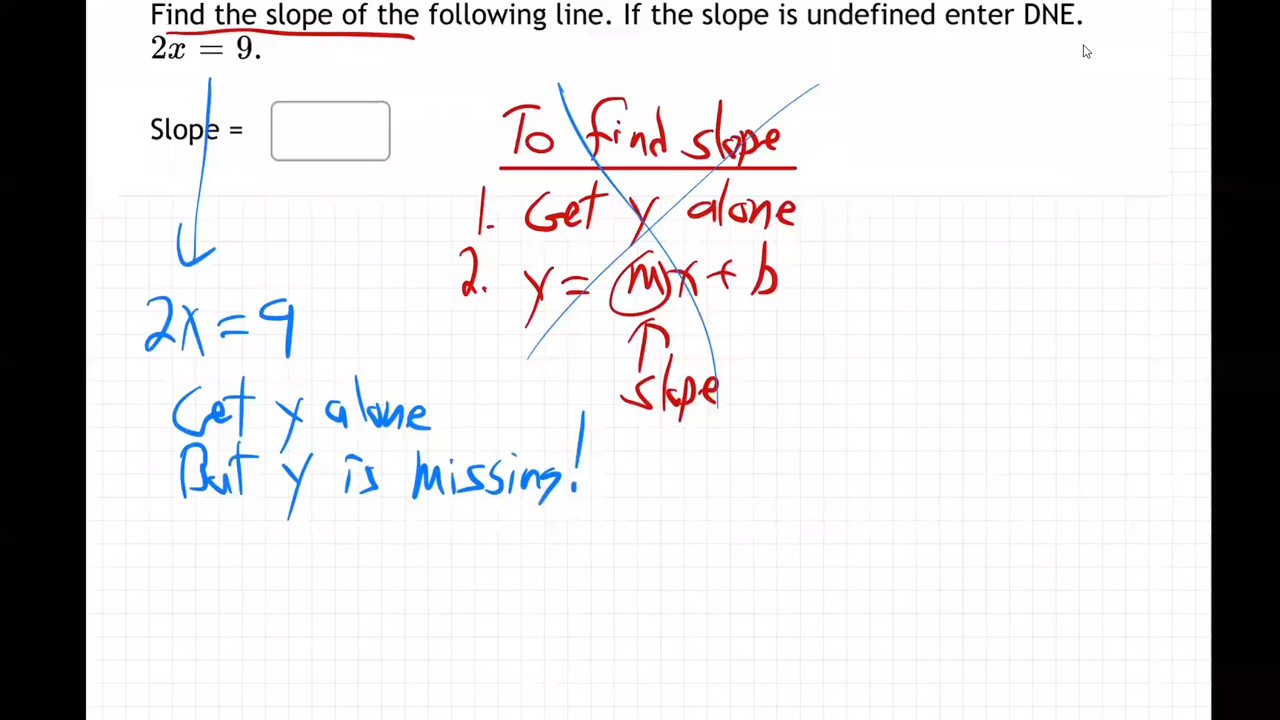 Find the slope of the following line. If the slope is undefined enter DNE.
2x = 9.
Slope =
To find slope
1. Get y alone
2. y = mx + b
slope
2x = 9
Get y alone
But y is missing!